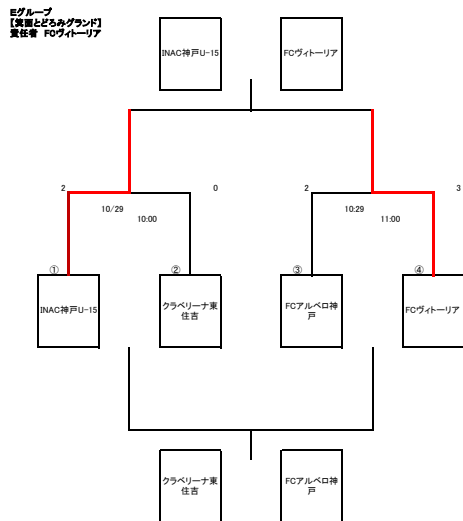 Eグループ
【箕面とどろみグランド】
責任者 FCヴィトーリア
INAC神戸U-15
FCヴィトーリア
2
0
2
3
10/29
10:00
10:29
11:00
①
②
③
④
INAC神戸U-15
クラベリーナ東
住吉
FCアルベロ神
戸
FCヴィトーリア
クラベリーナ東
住吉
FCアルベロ神
戸